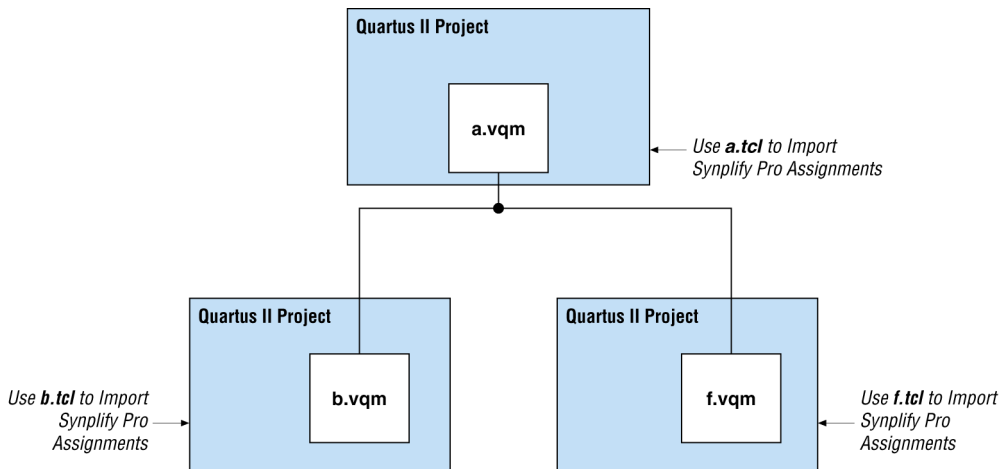 Quartus II Project
a.vqm
Use a.tcl to Import
Synplify Pro Assignments
Quartus II Project
b.vqm
Use b.tcl to Import
Synplify Pro
Assignments
Quartus II Project
f.vqm
Use f.tcl to Import
Synplify Pro
Assignments